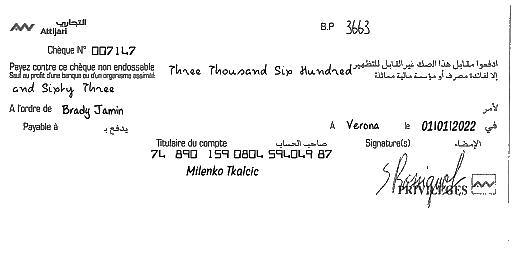 التجاري
Attijari
B.P 3663
Chèque N° 007147
Payez contre ce chèque non endossable
Sauf au profit d'une banque ou d'un organisme assimilé
Three Thousand Six Hundred
ادفعوا مقابل هذا الصك غير القابل للتظهير
إلا لفائدة مصرف أو مؤسسة مالية مماثلة
and Sixty Three
A l'ordre de Brady Jamin لأمر
Payable à يدفع بـ
A Verona le 01/01/2022 في
Titulaire du compte صاحب الحساب Signature(s) الإمضاء
74 890 159 0804 594049 87
Milenko Tkalcic
PRIVILEGES